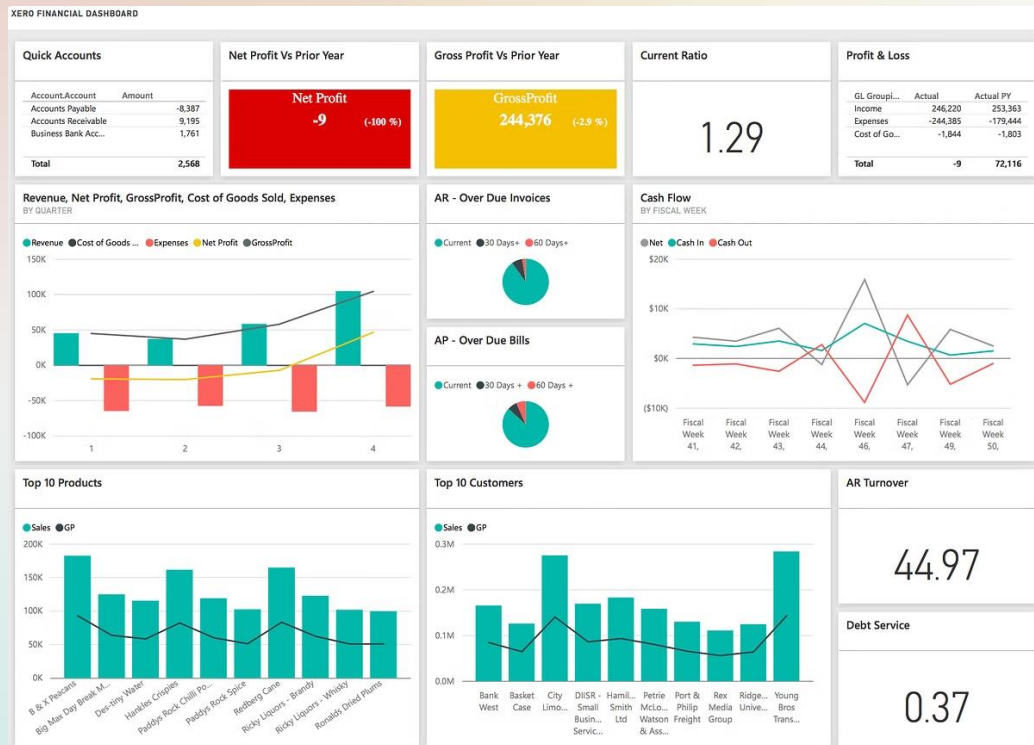 XERO FINANCIAL DASHBOARD
Quick Accounts
Account.Account Amount
Accounts Payable -8,387
Accounts Receivable 9,195
Business Bank Acc... 1,761
Total 2,568
Net Profit Vs Prior Year
Net Profit
-9 (-100 %)
Gross Profit Vs Prior Year
GrossProfit
244,376 (-2.9 %)
Current Ratio
1.29
Profit & Loss
GL Groupi... Actual Actual PY
Income 246,220 253,363
Expenses -244,385 -179,444
Cost of Go... -1,844 -1,803
Total -9 72,116
Revenue, Net Profit, GrossProfit, Cost of Goods Sold, Expenses
BY QUARTER
Revenue Cost of Goods ... Expenses Net Profit GrossProfit
150K
100K
50K
0K
-50K
-100K
1 2 3 4
AR - Over Due Invoices
Current 30 Days+ 60 Days+
AP - Over Due Bills
Current 30 Days + 60 Days +
Cash Flow
BY FISCAL WEEK
Net Cash In Cash Out
$20K
$10K
$0K
($10K)
Fiscal Fiscal Fiscal Fiscal Fiscal Fiscal Fiscal Fiscal
Week Week Week Week Week Week Week Week
41, 42, 43, 44, 46, 47, 49, 50,
Top 10 Products
Sales GP
200K
150K
100K
50K
0K
B & X Peacans
Big Max Day Break M...
Des-tiny Water
Hankles Crispies
Paddys Rock Chilli Po...
Paddys Rock Spice
Redberg Cane
Ricky Liquors - Brandy
Ricky Liquors - Whisky
Ronalds Dried Plums
Top 10 Customers
Sales GP
0.3M
0.2M
0.1M
0.0M
Bank Basket City DIISR - Hamil... Petrie Port & Rex Ridge... Young
West Case Limo... Small Smith McLo... Philip Media Unive... Bros
Busin... Ltd Watson Freight Group Trans...
Servic... & Ass...
AR Turnover
44.97
Debt Service
0.37